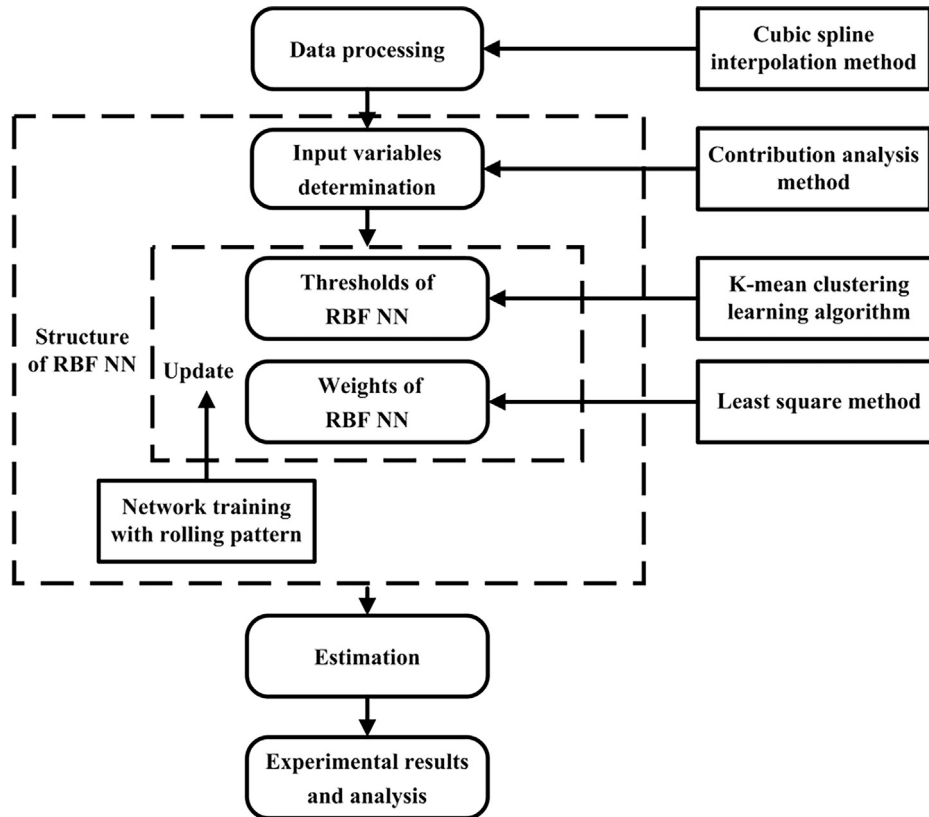 Data processing
Cubic spline
interpolation method
Input variables
determination
Contribution analysis
method
Thresholds of
RBF NN
K-mean clustering
learning algorithm
Structure
of RBF NN
Update
Weights of
RBF NN
Least square method
Network training
with rolling pattern
Estimation
Experimental results
and analysis